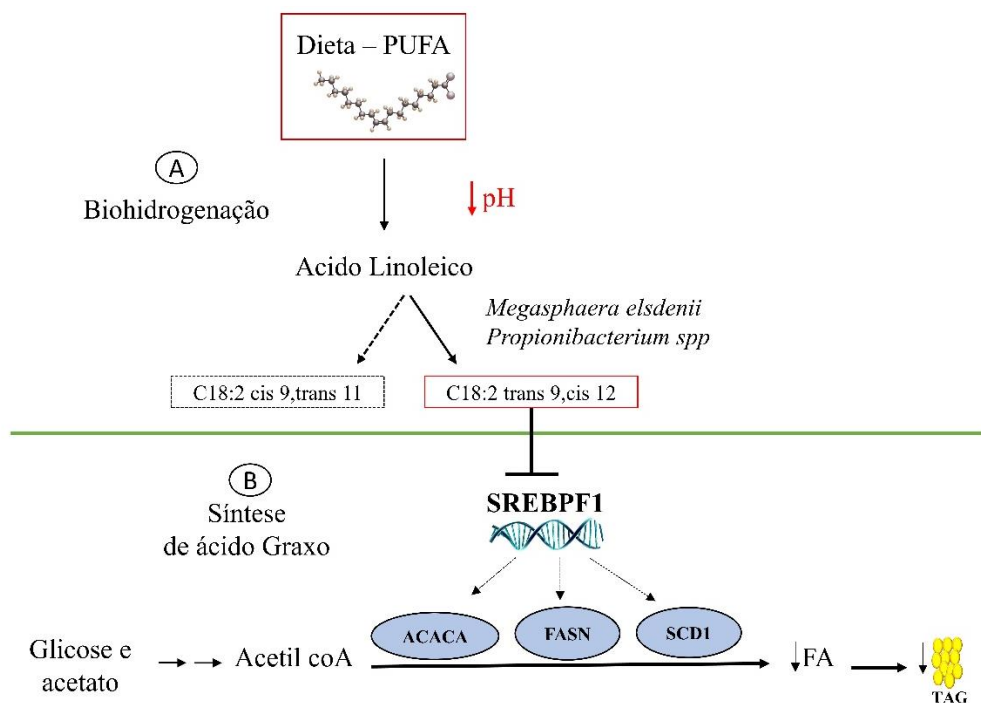 Dieta – PUFA
A
Biohidrogenação
↓pH
Acido Linoleico
Megasphaera elsdenii
Propionibacterium spp
C18:2 cis 9,trans 11
C18:2 trans 9,cis 12
B
Síntese
de ácido Graxo
SREBPF1
ACACA
FASN
SCD1
Glicose e
acetato
Acetil coA
↓FA
↓
TAG